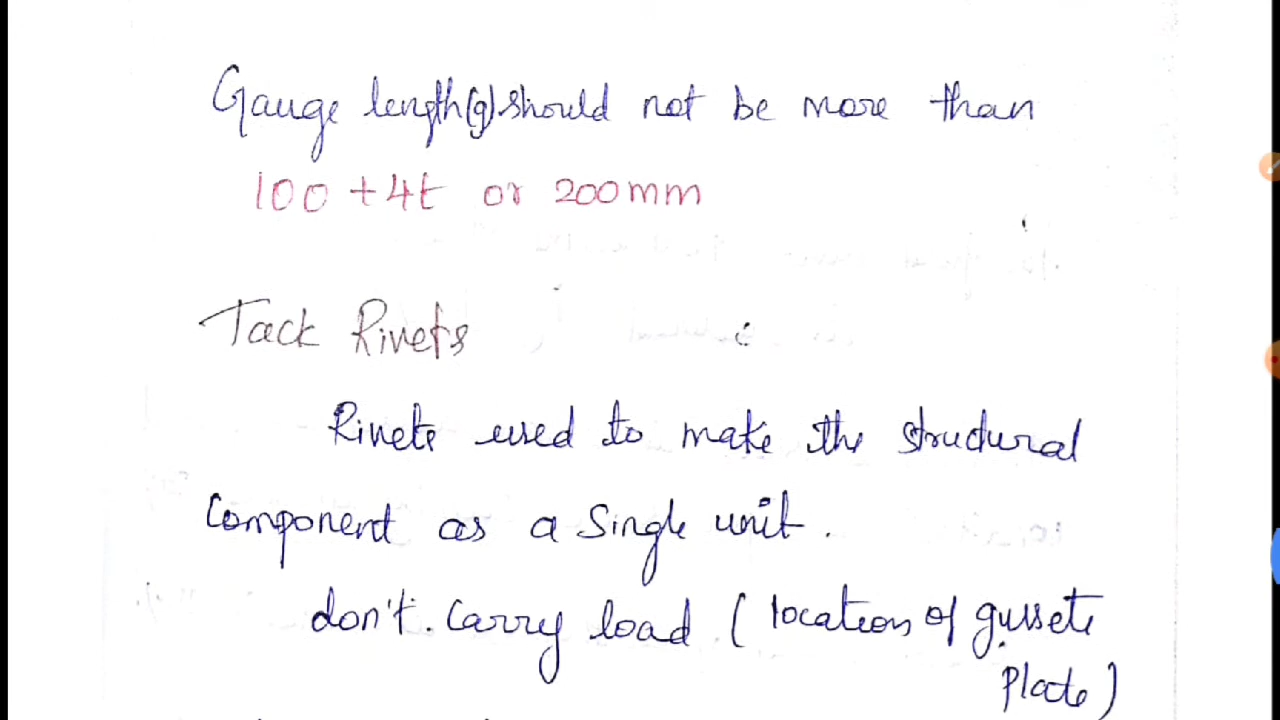 Gauge length(g) should not be more than
100 + 4t or 200mm
Tack Rivets
Rivets used to make the structural
Component as a Single unit.
don't. Carry load ( location of gussets
Plate )